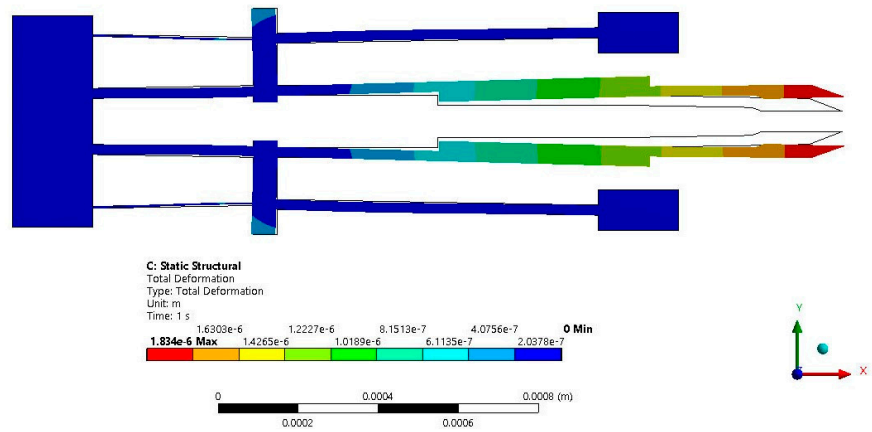 C: Static Structural
Total Deformation
Type: Total Deformation
Unit: m
Time: 1 s
1.6303e-6 1.2227e-6 8.1513e-7 4.0756e-7 0 Min
1.834e-6 Max 1.4265e-6 1.0189e-6 6.1135e-7 2.0378e-7
0 0.0004 0.0008 (m)
0.0002 0.0006
Y
X